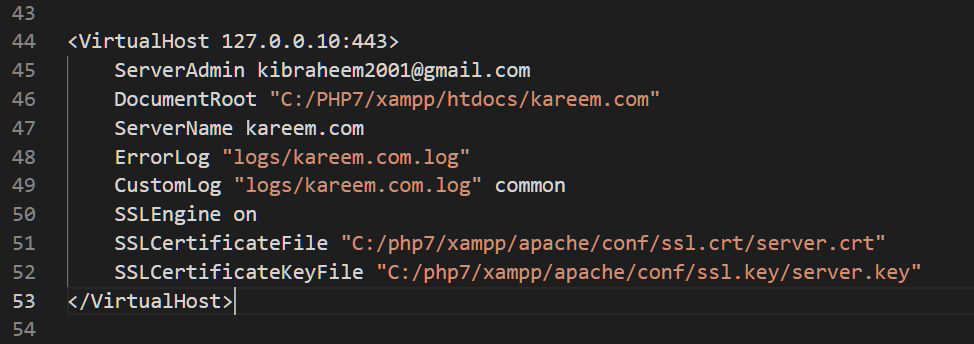 43
44 <VirtualHost 127.0.0.10:443>
45 ServerAdmin kibraheem2001@gmail.com
46 DocumentRoot "C:/PHP7/xampp/htdocs/kareem.com"
47 ServerName kareem.com
48 ErrorLog "logs/kareem.com.log"
49 CustomLog "logs/kareem.com.log" common
50 SSLEngine on
51 SSLCertificateFile "C:/php7/xampp/apache/conf/ssl.crt/server.crt"
52 SSLCertificateKeyFile "C:/php7/xampp/apache/conf/ssl.key/server.key"
53 </VirtualHost>
54